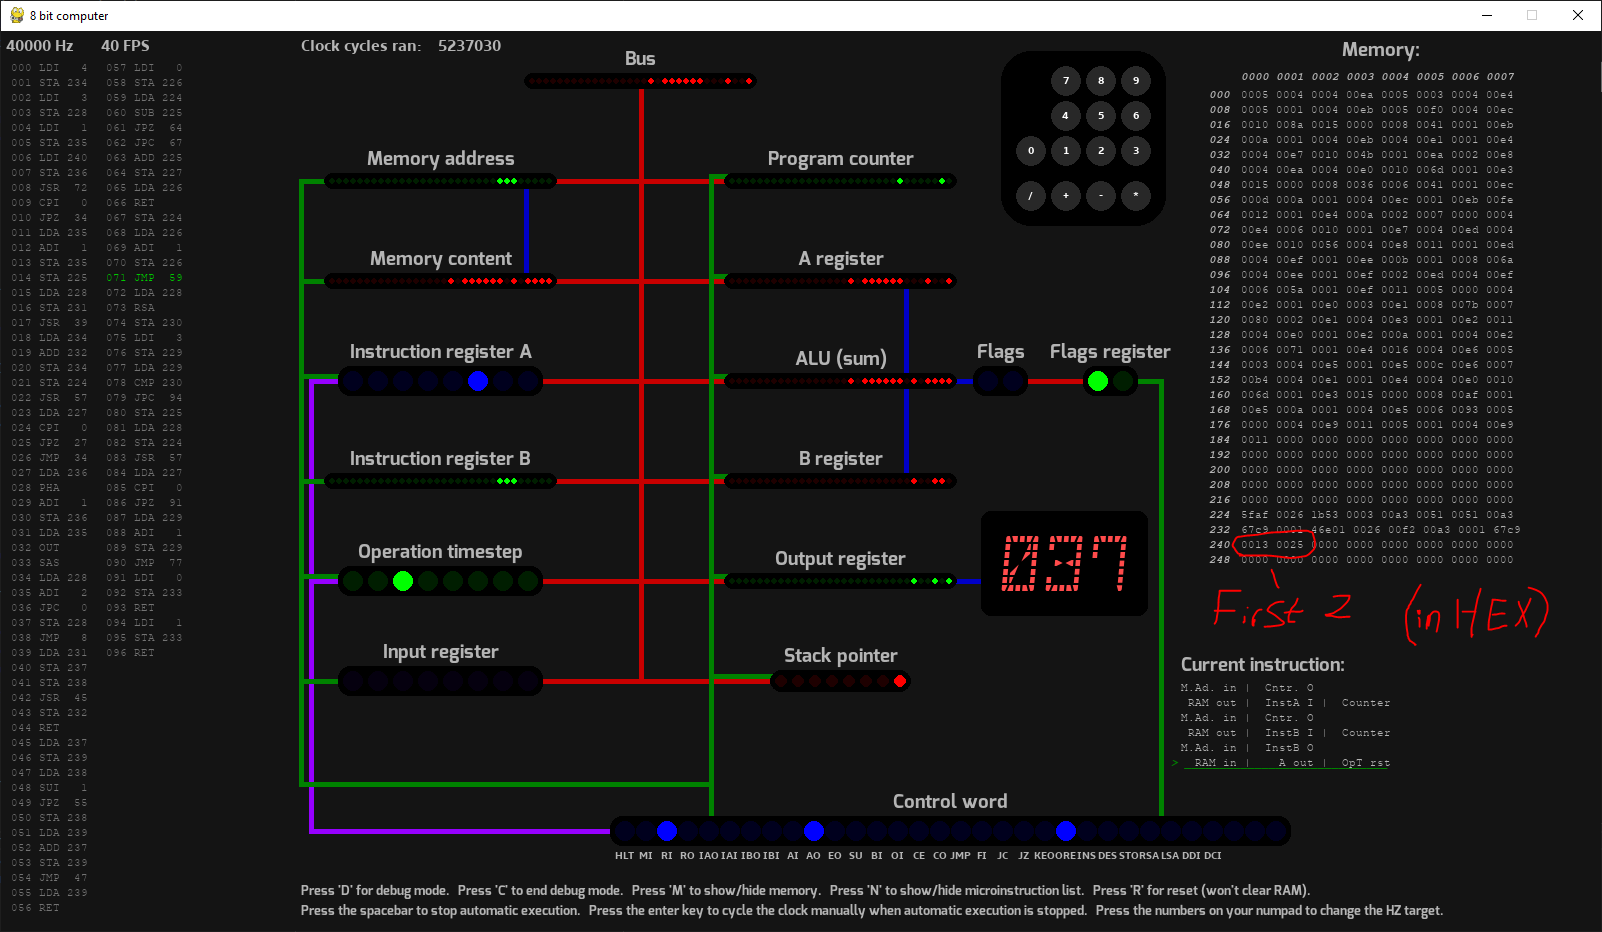 8 bit computer
40000 Hz 40 FPS
000 LDI 4 057 LDI 0
001 STA 234 058 STA 226
002 LDI 3 059 LDA 224
003 STA 228 060 SUB 225
004 LDI 1 061 JPZ 64
005 STA 235 062 JPC 67
006 LDI 240 063 ADD 225
007 STA 236 064 STA 227
008 JSR 72 065 LDA 226
009 CPI 0 066 RET
010 JPZ 34 067 STA 224
011 LDA 235 068 LDA 226
012 ADI 1 069 ADI 1
013 STA 235 070 STA 226
014 STA 225 071 JMP 59
015 LDA 228 072 LDA 228
016 STA 231 073 RSA
017 JSR 39 074 STA 230
018 LDA 234 075 LDI 3
019 ADD 232 076 STA 229
020 STA 234 077 LDA 229
021 STA 224 078 CMP 230
022 JSR 57 079 JPC 94
023 LDA 227 080 STA 225
024 CPI 0 081 LDA 228
025 JPZ 27 082 STA 224
026 JMP 34 083 JSR 57
027 LDA 236 084 LDA 227
028 PHA 085 CPI 0
029 ADI 1 086 JPZ 91
030 STA 236 087 LDA 229
031 LDA 235 088 ADI 1
032 OUT 089 STA 229
033 SAS 090 JMP 77
034 LDA 228 091 LDI 0
035 ADI 2 092 STA 233
036 JPC 0 093 RET
037 STA 228 094 LDI 1
038 JMP 8 095 STA 233
039 LDA 231 096 RET
040 STA 237
041 STA 238
042 JSR 45
043 STA 232
044 RET
045 LDA 237
046 STA 239
047 LDA 238
048 SUI 1
049 JPZ 55
050 STA 238
051 LDA 239
052 ADD 237
053 STA 239
054 JMP 47
055 LDA 239
056 RET
Clock cycles ran: 5237030
Bus
Memory address
Program counter
Memory content
A register
Instruction register A
ALU (sum)
Flags
Flags register
Instruction register B
B register
Operation timestep
Output register
037
Input register
Stack pointer
Control word
HLT MI RI RO IAO IAI IBO IBI AI AO EO SU BI OI CE CO JMP FI JC JZ KEO ORE INS DES STO RSA LSA DDI DCI
7 8 9
4 5 6
0 1 2 3
/ + - *
Memory:
0000 0001 0002 0003 0004 0005 0006 0007
000 0005 0004 0004 00ea 0005 0003 0004 00e4
008 0005 0001 0004 00eb 0005 00f0 0004 00ec
016 0010 008a 0015 0000 0008 0041 0001 00eb
024 000a 0001 0004 00eb 0004 00e1 0001 00e4
032 0004 00e7 0010 004b 0001 00ea 0002 00e8
040 0004 00ea 0004 00e0 0010 006d 0001 00e3
048 0015 0000 0008 0036 0006 0041 0001 00ec
056 000d 000a 0001 0004 00ec 0001 00eb 00fe
064 0012 0001 00e4 000a 0002 0007 0000 0004
072 00e4 0006 0010 0001 00e7 0004 00ed 0004
080 00ee 0010 0056 0004 00e8 0011 0001 00ed
088 0004 00ef 0001 00ee 000b 0001 0008 006a
096 0004 00ee 0001 00ef 0002 00ed 0004 00ef
104 0006 005a 0001 00ef 0011 0005 0000 0004
112 00e2 0001 00e0 0003 00e1 0008 007b 0007
120 0080 0002 00e1 0004 00e3 0001 00e2 0011
128 0004 00e0 0001 00e2 000a 0001 0004 00e2
136 0006 0071 0001 00e4 0016 0004 00e6 0005
144 0003 0004 00e5 0001 00e5 000c 00e6 0007
152 00b4 0004 00e1 0001 00e4 0004 00e0 0010
160 006d 0001 00e3 0015 0000 0008 00af 0001
168 00e5 000a 0001 0004 00e5 0006 0093 0005
176 0000 0004 00e9 0011 0005 0001 0004 00e9
184 0011 0000 0000 0000 0000 0000 0000 0000
192 0000 0000 0000 0000 0000 0000 0000 0000
200 0000 0000 0000 0000 0000 0000 0000 0000
208 0000 0000 0000 0000 0000 0000 0000 0000
216 0000 0000 0000 0000 0000 0000 0000 0000
224 5faf 0026 1b53 0003 00a3 0051 0051 00a3
232 67c9 0001 46e01 0026 00f2 00a3 0001 67c9
240 0013 0025 0000 0000 0000 0000 0000 0000
248 0000 0000 0000 0000 0000 0000 0000 0000
First 2 (in HEX)
Current instruction:
M.Ad. in | Cntr. O
RAM out | InstA I | Counter
M.Ad. in | Cntr. O
RAM out | InstB I | Counter
M.Ad. in | InstB O
> RAM in | A out | OpT rst
Press 'D' for debug mode. Press 'C' to end debug mode. Press 'M' to show/hide memory. Press 'N' to show/hide microinstruction list. Press 'R' for reset (won't clear RAM).
Press the spacebar to stop automatic execution. Press the enter key to cycle the clock manually when automatic execution is stopped. Press the numbers on your numpad to change the HZ target.